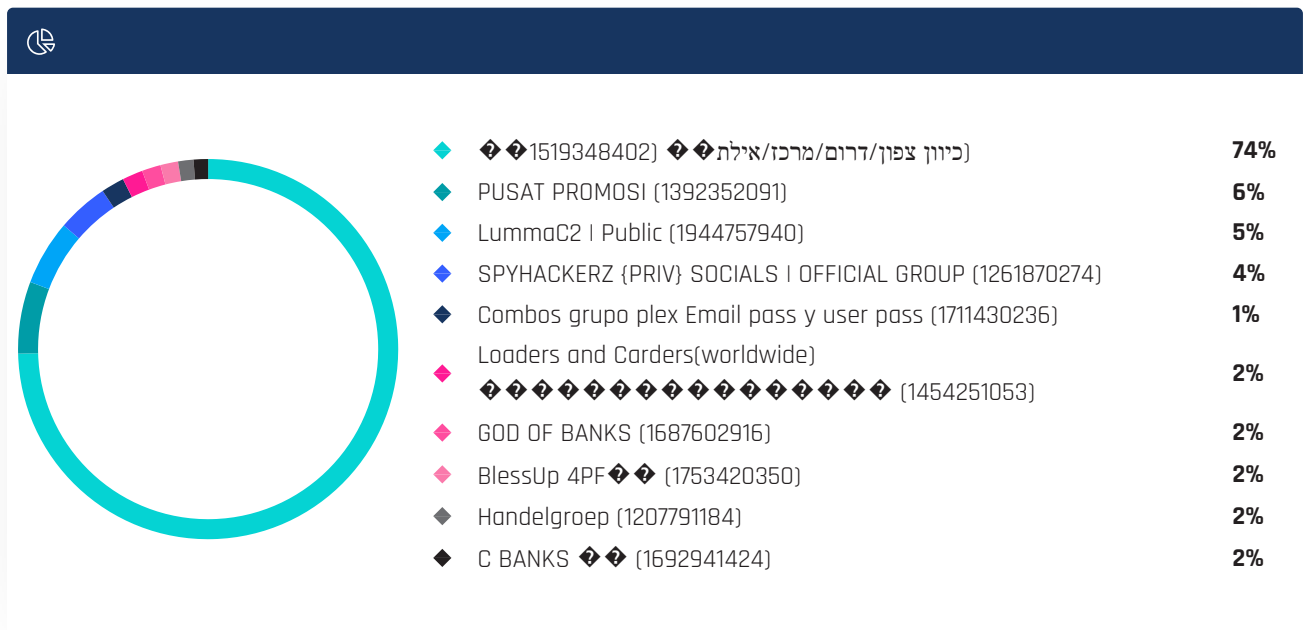 ��כיוון צפון/דרום/מרכז/אילת�� (1519348402) 74%
PUSAT PROMOSI (1392352091) 6%
LummaC2 | Public (1944757940) 5%
SPYHACKERZ {PRIV} SOCIALS | OFFICIAL GROUP (1261870274) 4%
Combos grupo plex Email pass y user pass (1711430236) 1%
Loaders and Carders(worldwide)
���������������� (1454251053) 2%
GOD OF BANKS (1687602916) 2%
BlessUp 4PF�� (1753420350) 2%
Handelgroep (1207791184) 2%
C BANKS �� (1692941424) 2%